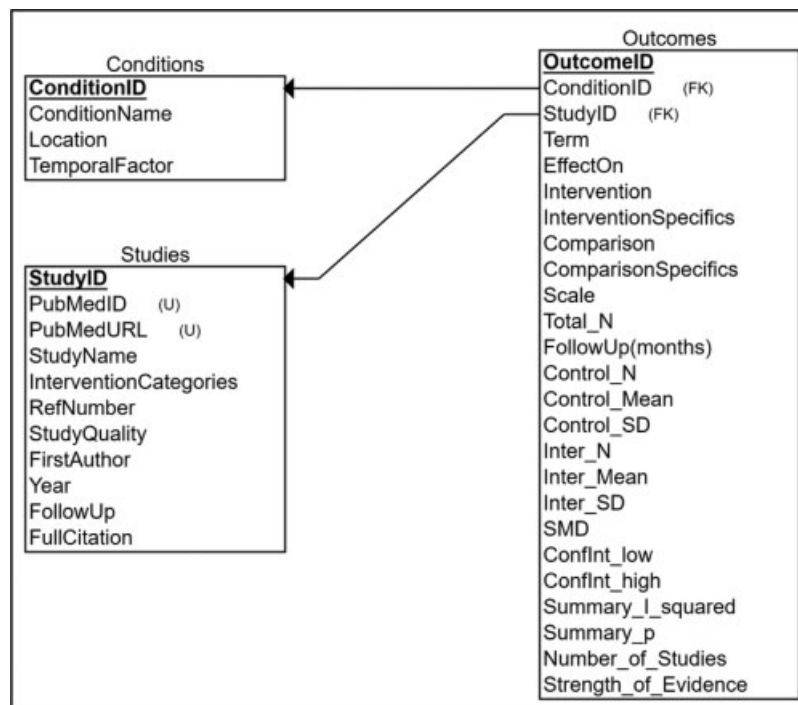 Conditions
ConditionID
ConditionName
Location
TemporalFactor
Studies
StudyID
PubMedID (U)
PubMedURL (U)
StudyName
InterventionCategories
RefNumber
StudyQuality
FirstAuthor
Year
FollowUp
FullCitation
Outcomes
OutcomeID
ConditionID (FK)
StudyID (FK)
Term
EffectOn
Intervention
InterventionSpecifics
Comparison
ComparisonSpecifics
Scale
Total_N
FollowUp(months)
Control_N
Control_Mean
Control_SD
Inter_N
Inter_Mean
Inter_SD
SMD
ConfInt_low
ConfInt_high
Summary_I_squared
Summary_p
Number_of_Studies
Strength_of_Evidence